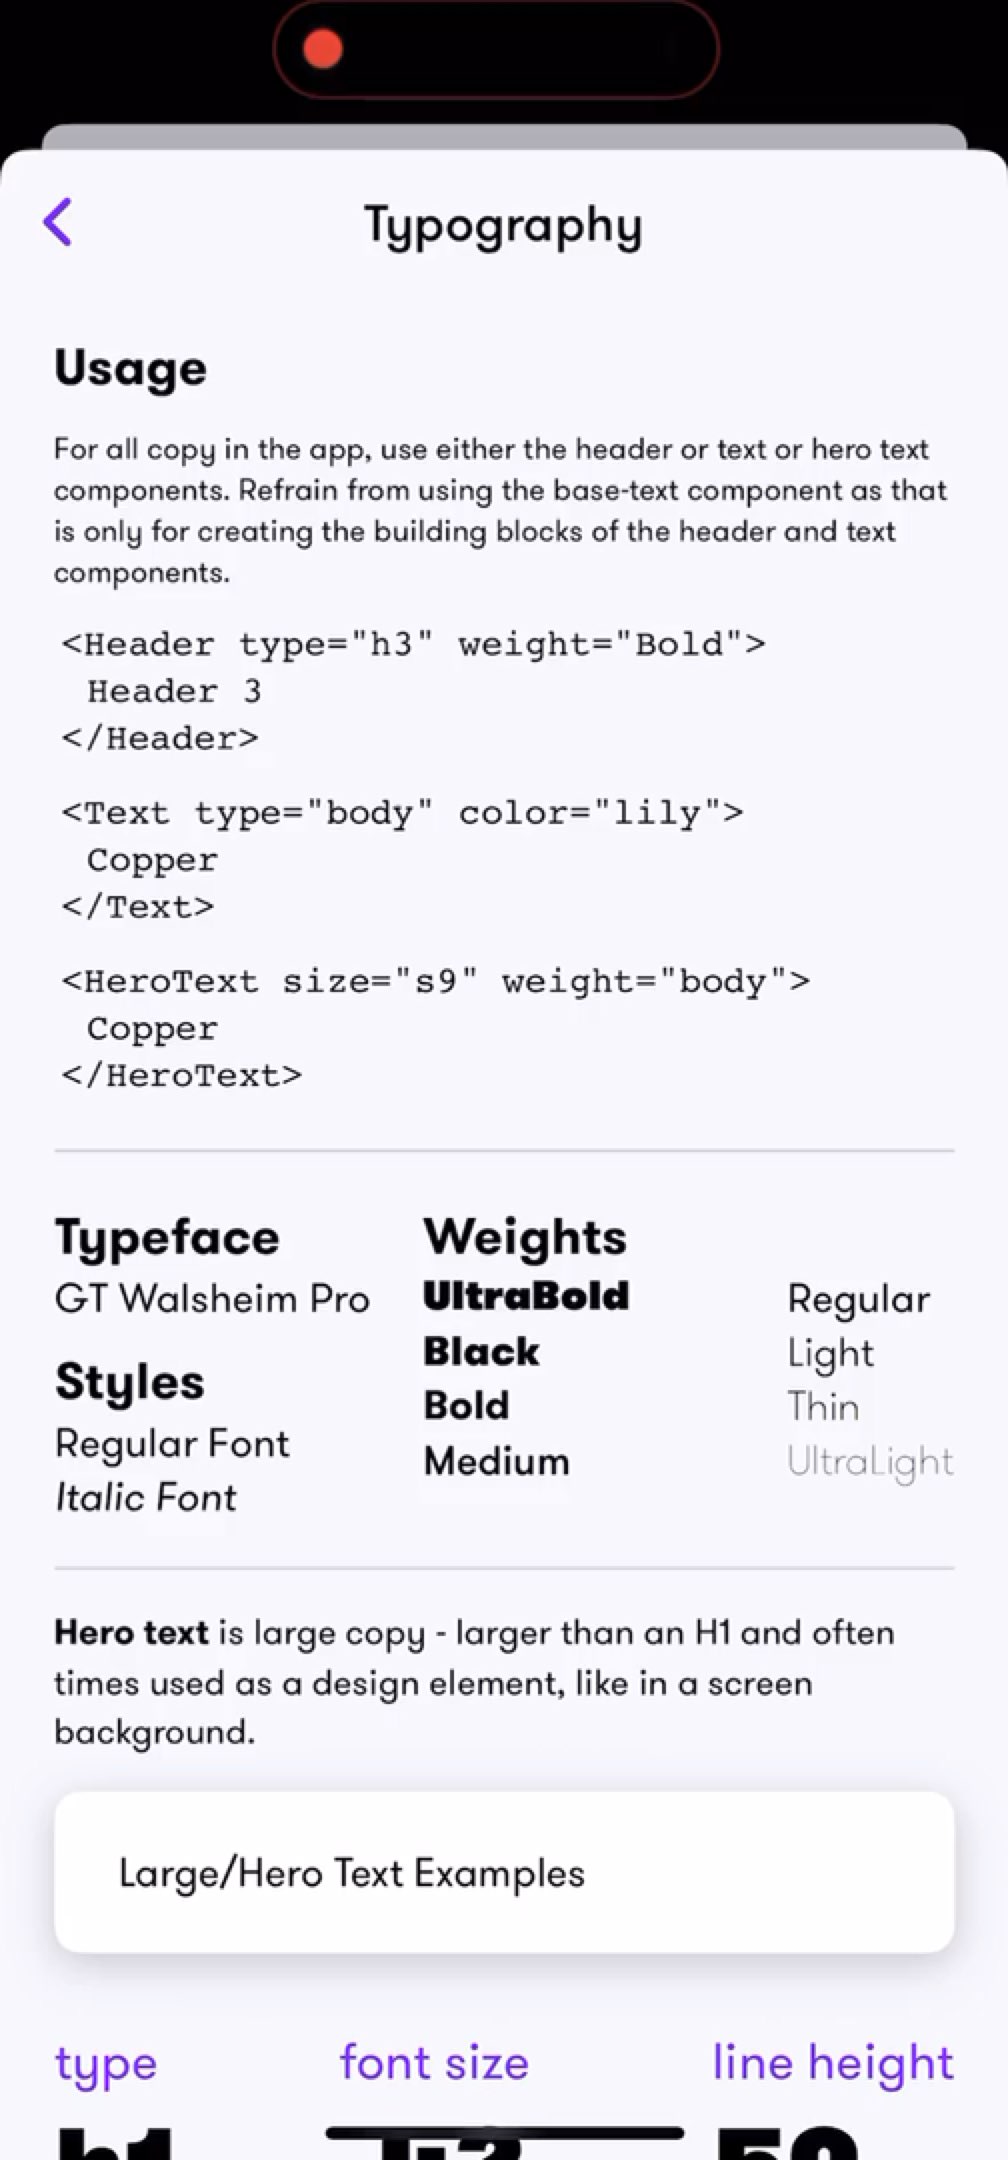 Typography
Usage
For all copy in the app, use either the header or text or hero text
components. Refrain from using the base-text component as that
is only for creating the building blocks of the header and text
components.
<Header type="h3" weight="Bold">
Header 3
</Header>
<Text type="body" color="lily">
Copper
</Text>
<HeroText size="s9" weight="body">
Copper
</HeroText>
Typeface
GT Walsheim Pro
Styles
Regular Font
Italic Font
Weights
UltraBold
Black
Bold
Medium
Regular
Light
Thin
UltraLight
Hero text is large copy - larger than an H1 and often
times used as a design element, like in a screen
background.
Large/Hero Text Examples
type font size line height
h1